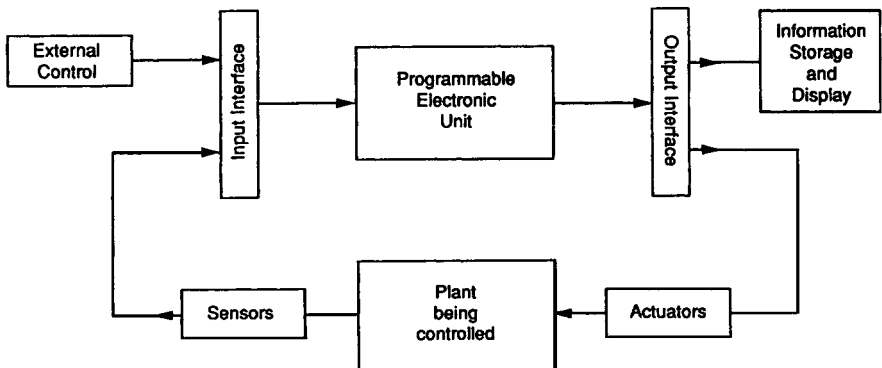 External
Control
Input Interface
Programmable
Electronic
Unit
Output Interface
Information
Storage
and
Display
Sensors
Plant
being
controlled
Actuators